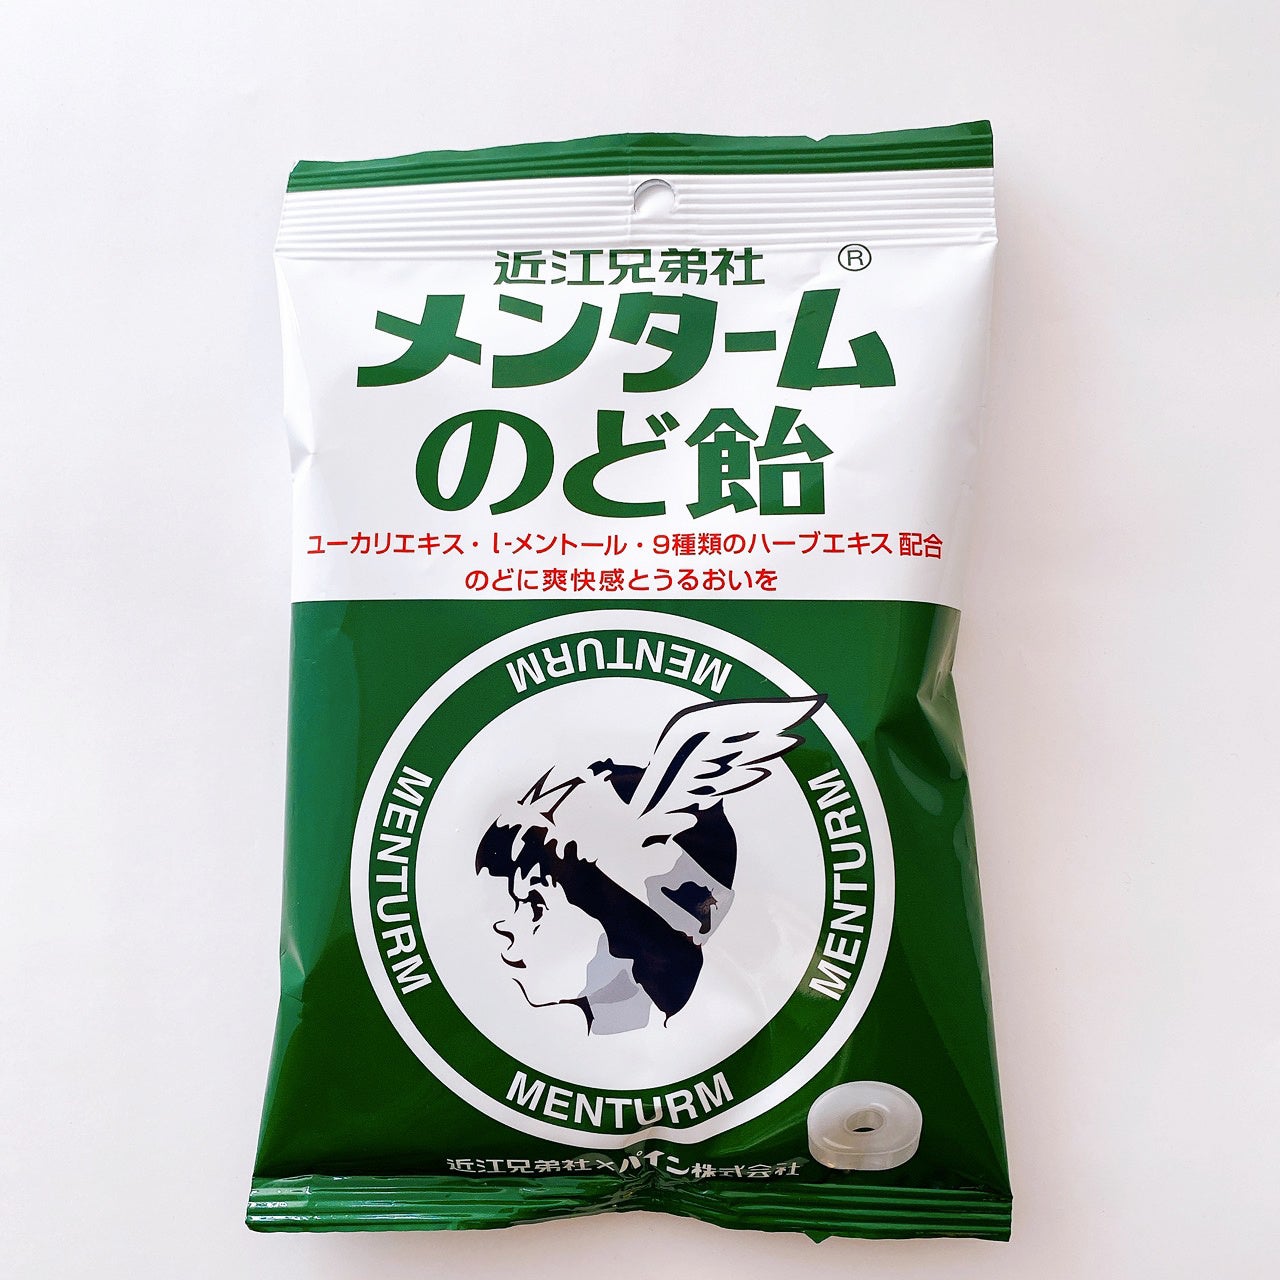 近江兄弟社
®
メンターム
のど飴
ユーカリエキス・l-メントール・9種類のハーブエキス配合
のどに爽快感とうるおいを
MENTURM
MENTURM
MENTURM
MENTURM
近江兄弟社×パイン株式会社